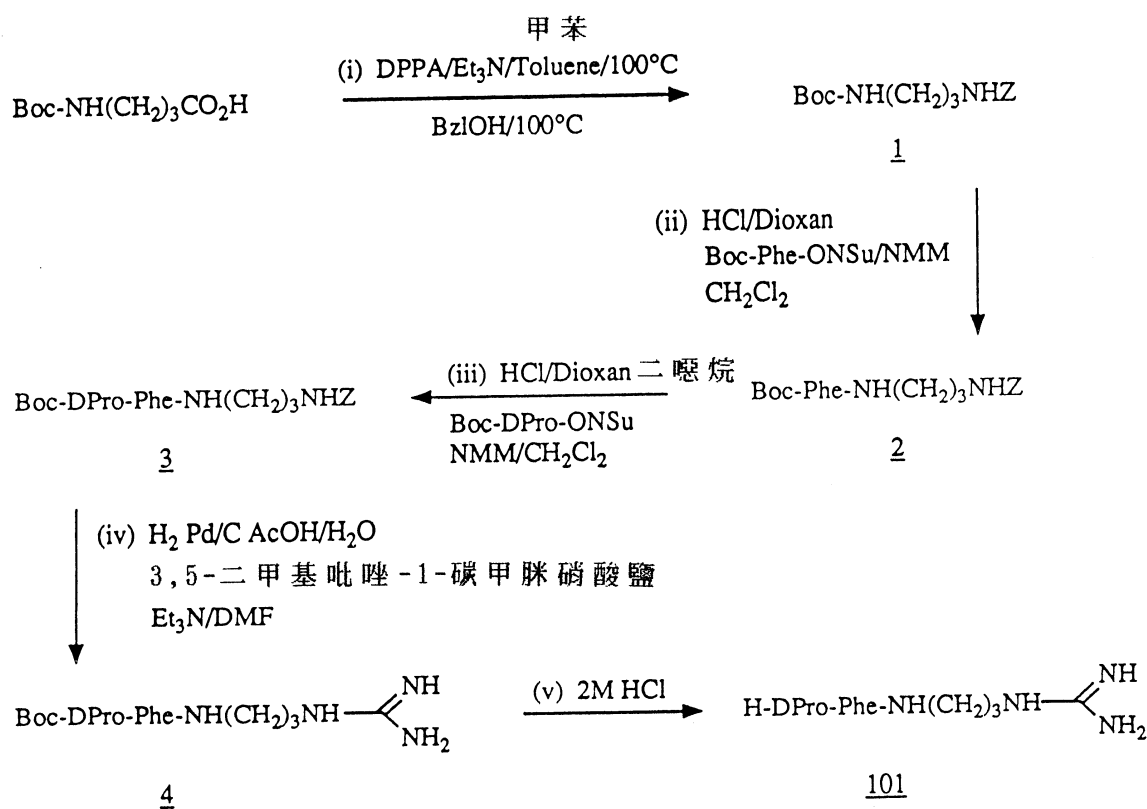 甲苯
(i) DPPA/Et₃N/Toluene/100°C
Boc-NH(CH₂)₃CO₂H
BzlOH/100°C
Boc-NH(CH₂)₃NHZ
1
(ii) HCl/Dioxan
Boc-Phe-ONSu/NMM
CH₂Cl₂
Boc-Phe-NH(CH₂)₃NHZ
2
(iii) HCl/Dioxan 二噁烷
Boc-DPro-ONSu
NMM/CH₂Cl₂
Boc-DPro-Phe-NH(CH₂)₃NHZ
3
(iv) H₂ Pd/C AcOH/H₂O
3,5-二甲基吡唑-1-碳甲脒硝酸鹽
Et₃N/DMF
Boc-DPro-Phe-NH(CH₂)₃NH
NH
NH₂
4
(v) 2M HCl
H-DPro-Phe-NH(CH₂)₃NH
NH
NH₂
101